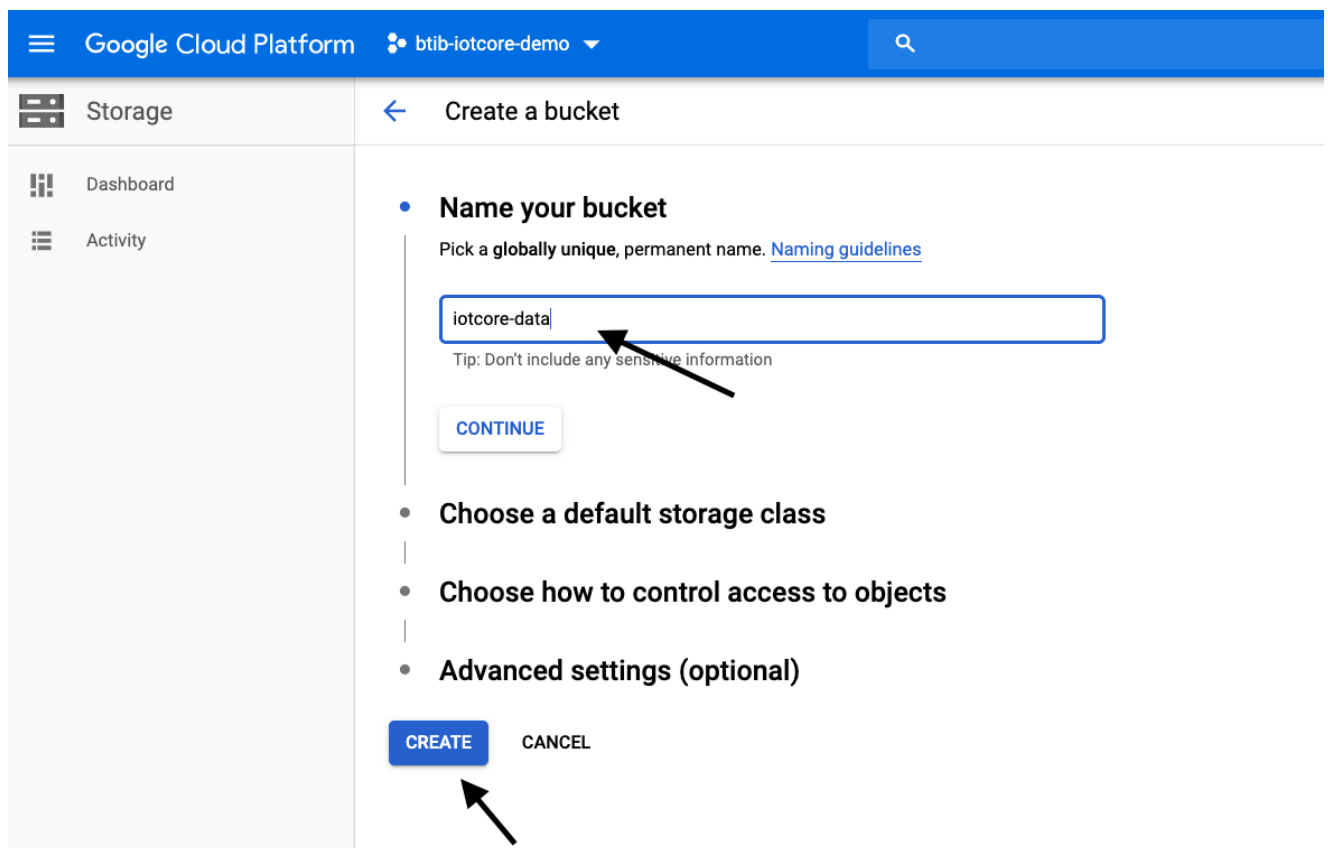 Google Cloud Platform btib-iotcore-demo
Storage
Create a bucket
Dashboard
Activity
Name your bucket
Pick a globally unique, permanent name. Naming guidelines
iotcore-data
Tip: Don't include any sensitive information
CONTINUE
Choose a default storage class
Choose how to control access to objects
Advanced settings (optional)
CREATE CANCEL